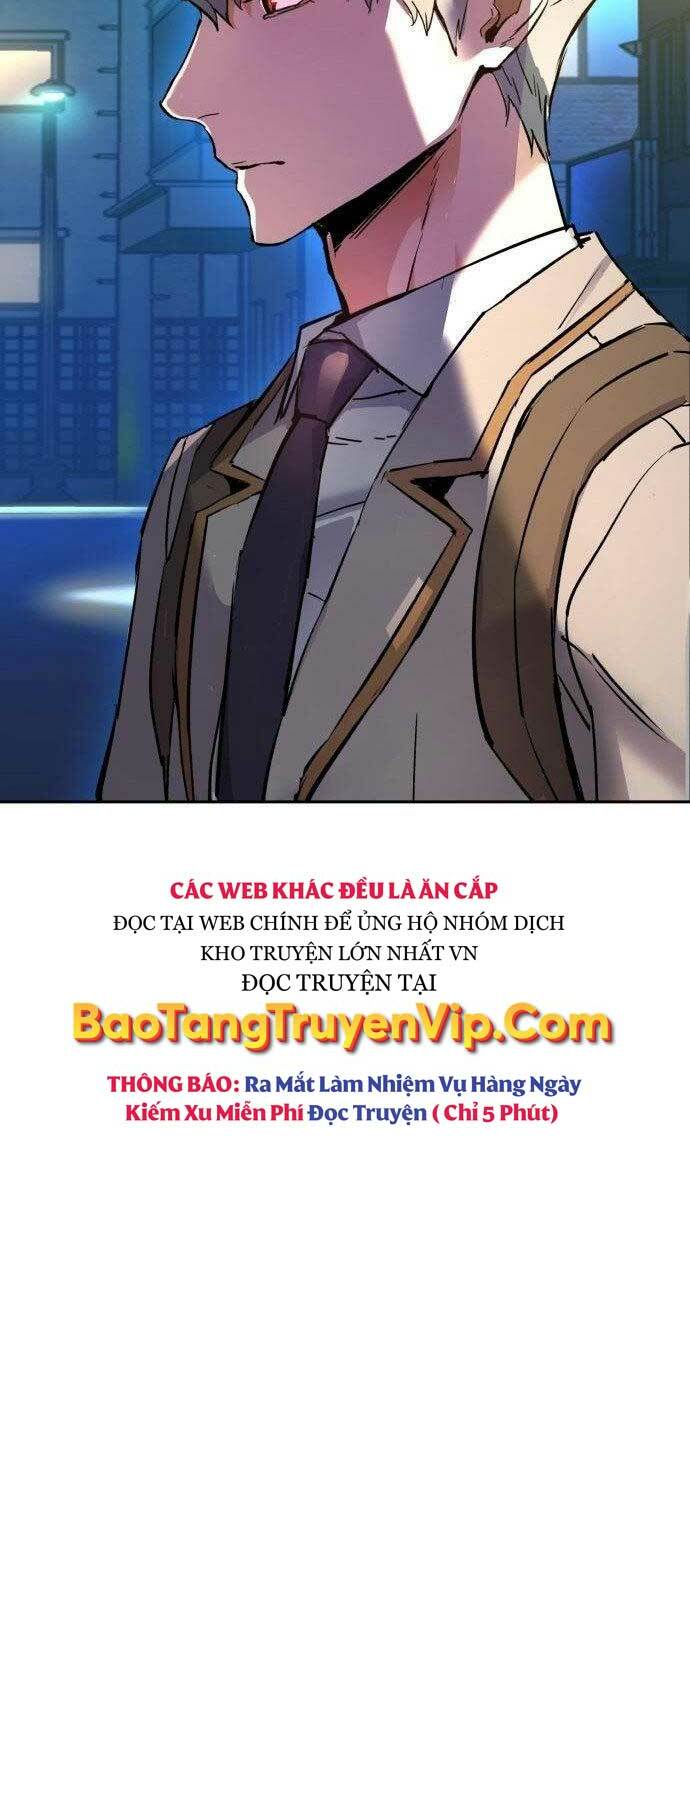 CÁC WEB KHÁC ĐỀU LÀ ĂN CẮP
ĐỌC TẠI WEB CHÍNH ĐỂ ỦNG HỘ NHÓM DỊCH
KHO TRUYỆN LỚN NHẤT VN
ĐỌC TRUYỆN TẠI
BaoTangTruyenVip.Com
THÔNG BÁO: Ra Mắt Làm Nhiệm Vụ Hàng Ngày
Kiếm Xu Miễn Phí Đọc Truyện ( Chỉ 5 Phút)